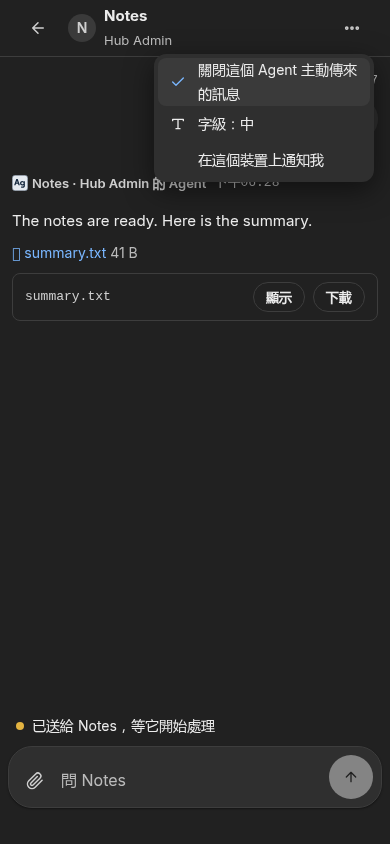 N
Notes
Hub Admin
關閉這個 Agent 主動傳來
的訊息
字級：中
在這個裝置上通知我
7
Ag
Notes · Hub Admin 的 Agent
The notes are ready. Here is the summary.
summary.txt 41 B
summary.txt
顯示
下載
已送給 Notes，等它開始處理
問 Notes